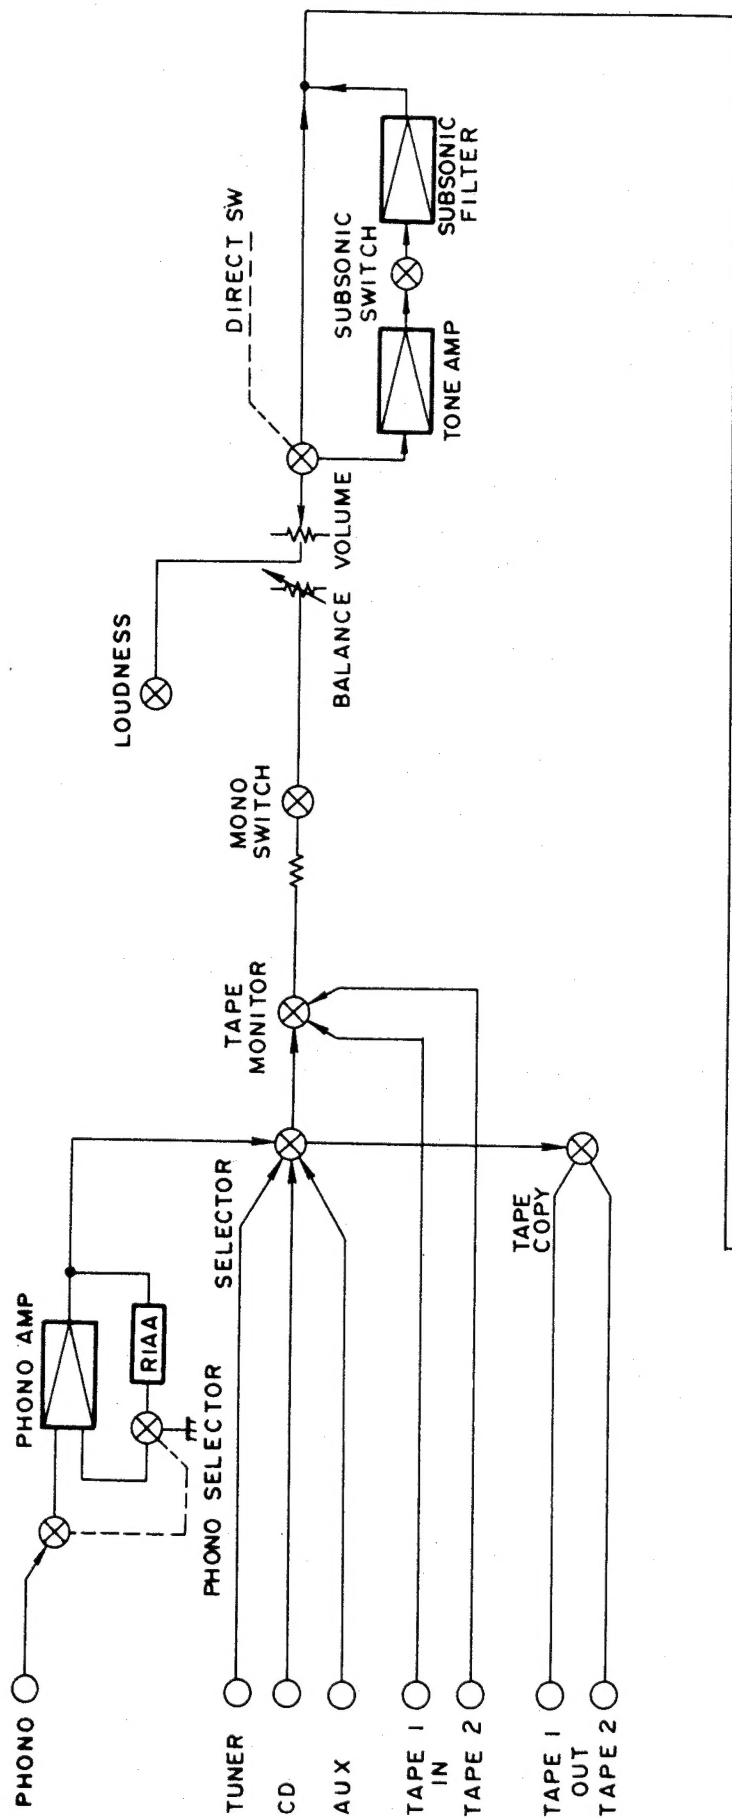 PHONO
PHONO AMP
RIAA
PHONO SELECTOR
TUNER
CD
AUX
TAPE 1
IN
TAPE 2
TAPE 1
OUT
TAPE 2
SELECTOR
TAPE
COPY
TAPE
MONITOR
MONO
SWITCH
LOUDNESS
BALANCE
VOLUME
DIRECT SW
TONE AMP
SUBSONIC
SWITCH
SUBSONIC
FILTER